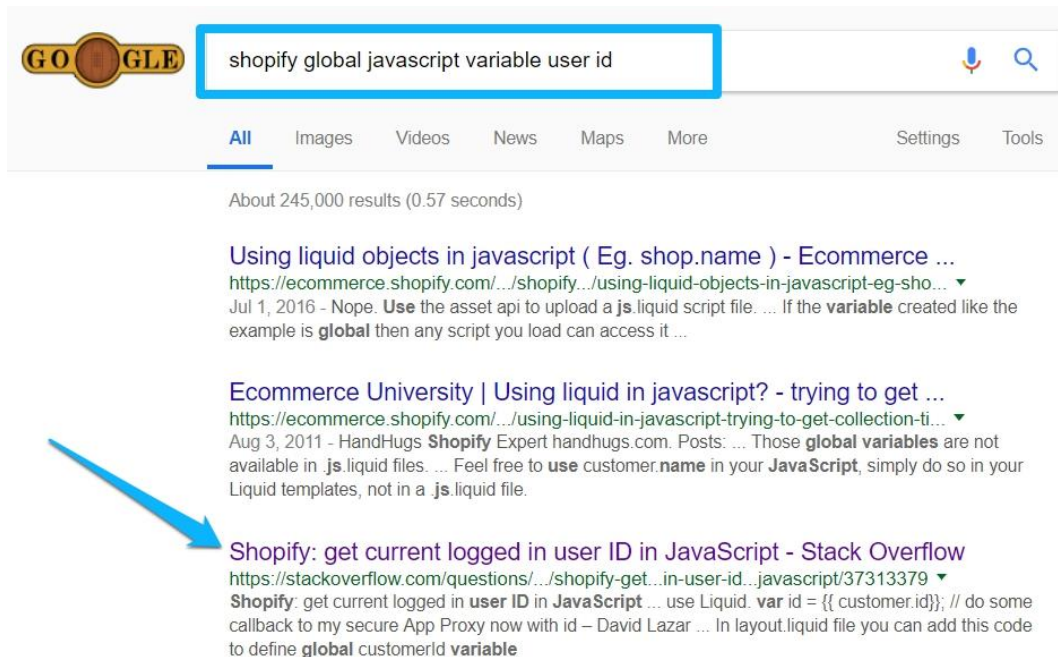 GOOGLE
shopify global javascript variable user id
All Images Videos News Maps More Settings Tools
About 245,000 results (0.57 seconds)
Using liquid objects in javascript ( Eg. shop.name ) - Ecommerce ...
https://ecommerce.shopify.com/.../shopify.../using-liquid-objects-in-javascript-eg-sho...
Jul 1, 2016 - Nope. Use the asset api to upload a js.liquid script file. ... If the variable created like the
example is global then any script you load can access it ...
Ecommerce University | Using liquid in javascript? - trying to get ...
https://ecommerce.shopify.com/.../using-liquid-in-javascript-trying-to-get-collection-ti...
Aug 3, 2011 - HandHugs Shopify Expert handhugs.com. Posts: ... Those global variables are not
available in .js.liquid files. ... Feel free to use customer.name in your JavaScript, simply do so in your
Liquid templates, not in a .js.liquid file.
Shopify: get current logged in user ID in JavaScript - Stack Overflow
https://stackoverflow.com/questions/.../shopify-get...in-user-id...javascript/37313379
Shopify: get current logged in user ID in JavaScript ... use Liquid. var id = {{ customer.id}}; // do some
callback to my secure App Proxy now with id – David Lazar ... In layout.liquid file you can add this code
to define global customerId variable